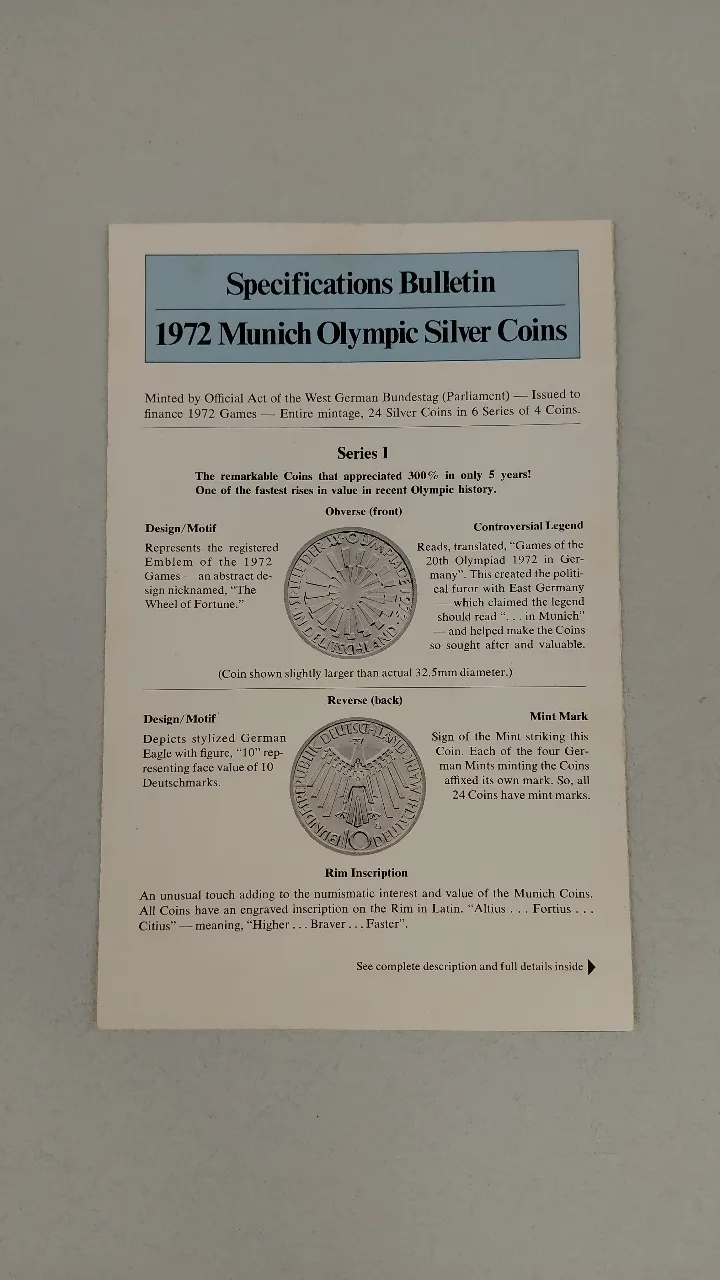 Specifications Bulletin
1972 Munich Olympic Silver Coins
Minted by Official Act of the West German Bundestag (Parliament) — Issued to
finance 1972 Games — Entire mintage, 24 Silver Coins in 6 Series of 4 Coins.
Series I
The remarkable Coins that appreciated 300% in only 5 years!
One of the fastest rises in value in recent Olympic history.
Obverse (front)
Design/Motif
Represents the registered
Emblem of the 1972
Games — an abstract de-
sign nicknamed, “The
Wheel of Fortune.”
SPIELE DER XX·OLYMPIADE 1972 IN DEUTSCHLAND
Controversial Legend
Reads, translated, “Games of the
20th Olympiad 1972 in Ger-
many”. This created the politi-
cal furor with East Germany
— which claimed the legend
should read “. . . in Munich”
— and helped make the Coins
so sought after and valuable.
(Coin shown slightly larger than actual 32.5mm diameter.)
Reverse (back)
Design/Motif
Depicts stylized German
Eagle with figure, “10” rep-
resenting face value of 10
Deutschmarks.
BUNDESREPUBLIK DEUTSCHLAND
10
Mint Mark
Sign of the Mint striking this
Coin. Each of the four Ger-
man Mints minting the Coins
affixed its own mark. So, all
24 Coins have mint marks.
Rim Inscription
An unusual touch adding to the numismatic interest and value of the Munich Coins.
All Coins have an engraved inscription on the Rim in Latin. “Altius . . . Fortius . . .
Citius” — meaning, “Higher . . . Braver . . . Faster”.
See complete description and full details inside